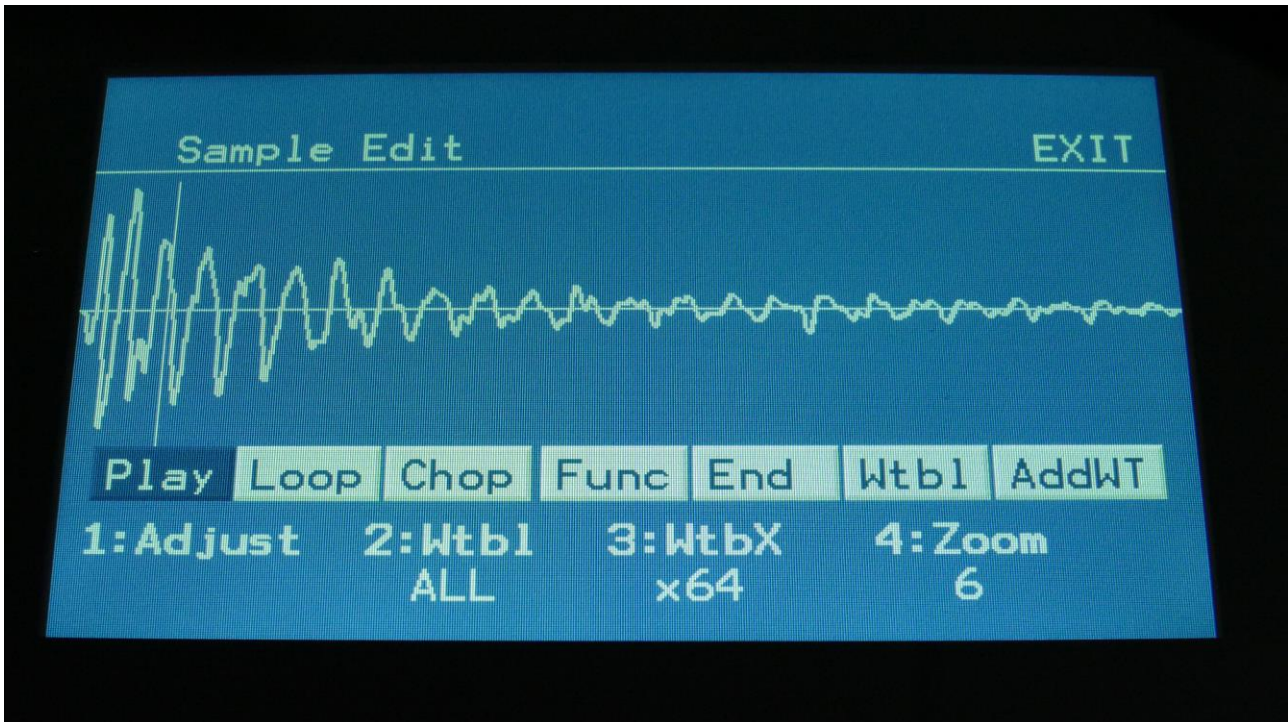 Sample Edit EXIT
Play Loop Chop Func End Wtbl AddWT
1:Adjust 2:Wtbl 3:WtbX 4:Zoom
ALL x64 6